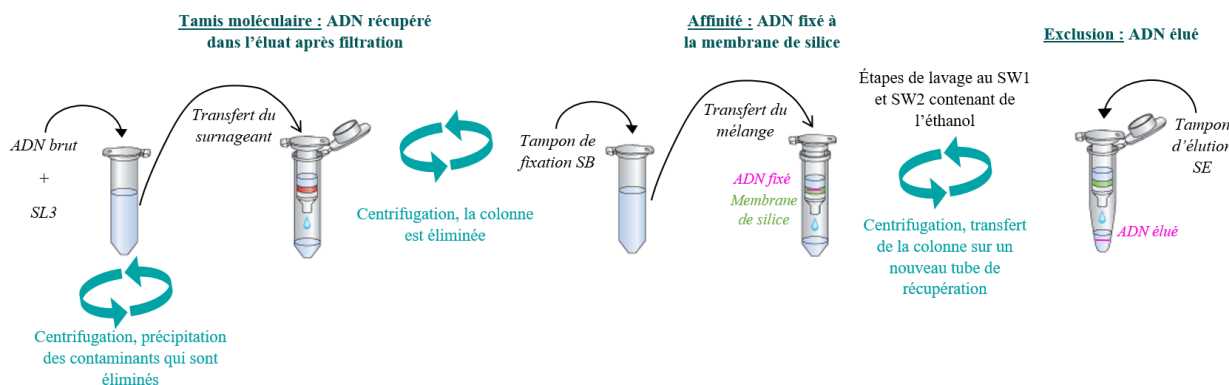 Tamis moléculaire : ADN récupéré
dans l'éluat après filtration
Affinité : ADN fixé à
la membrane de silice
Exclusion : ADN élué
ADN brut
+
SL3
Transfert du
surnageant
Centrifugation, précipitation
des contaminants qui sont
éliminés
Centrifugation, la colonne
est éliminée
Tampon de
fixation SB
Transfert du
mélange
ADN fixé
Membrane
de silice
Étapes de lavage au SW1
et SW2 contenant de
l'éthanol
Centrifugation, transfert
de la colonne sur un
nouveau tube de
récupération
Tampon
d'élution
SE
ADN élué